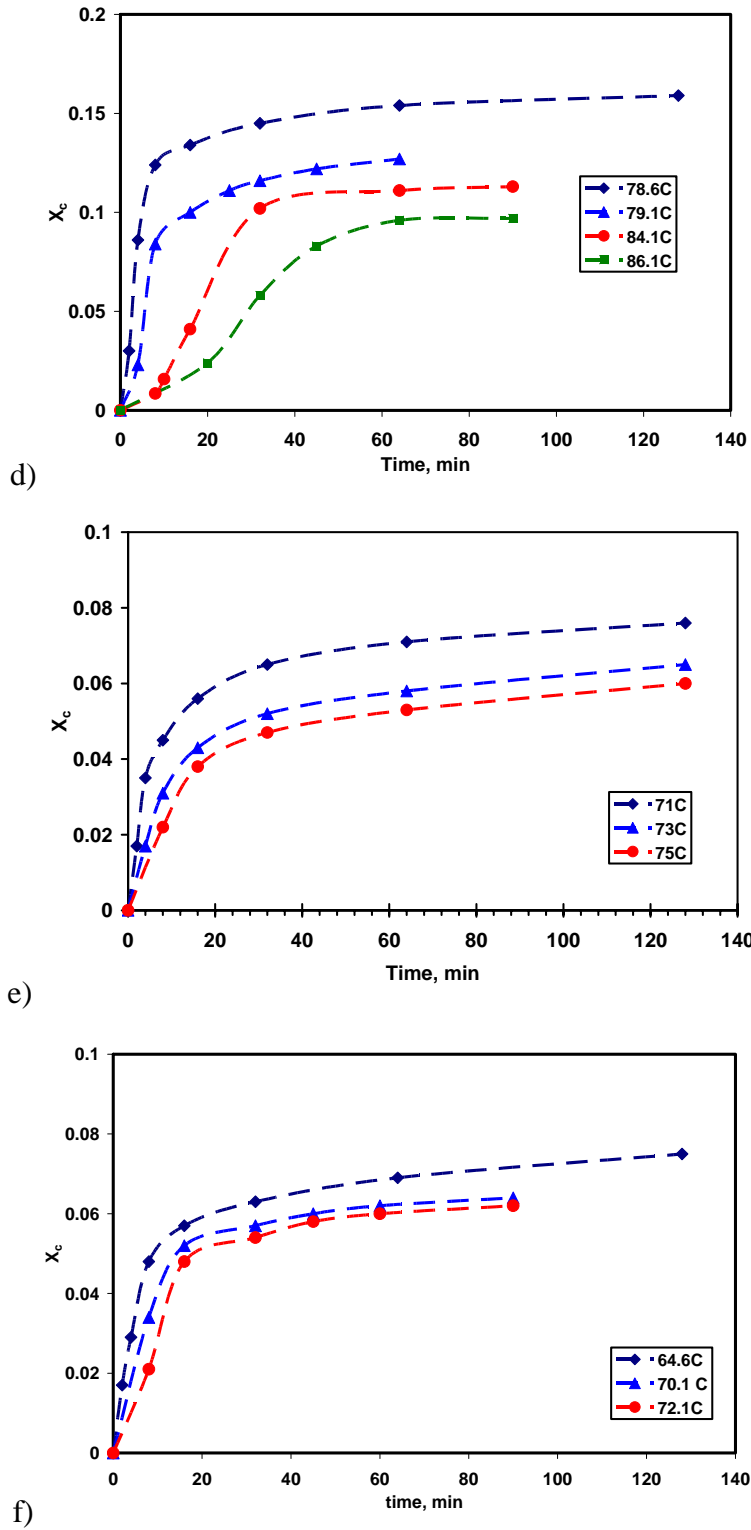 0.2
0.15
0.1
0.05
0
X_c
78.6C
79.1C
84.1C
86.1C
0 20 40 60 80 100 120 140
Time, min
d)
0.1
0.08
0.06
0.04
0.02
0
X_c
71C
73C
75C
0 20 40 60 80 100 120 140
Time, min
e)
0.1
0.08
0.06
0.04
0.02
0
X_c
64.6C
70.1 C
72.1C
0 20 40 60 80 100 120 140
time, min
f)